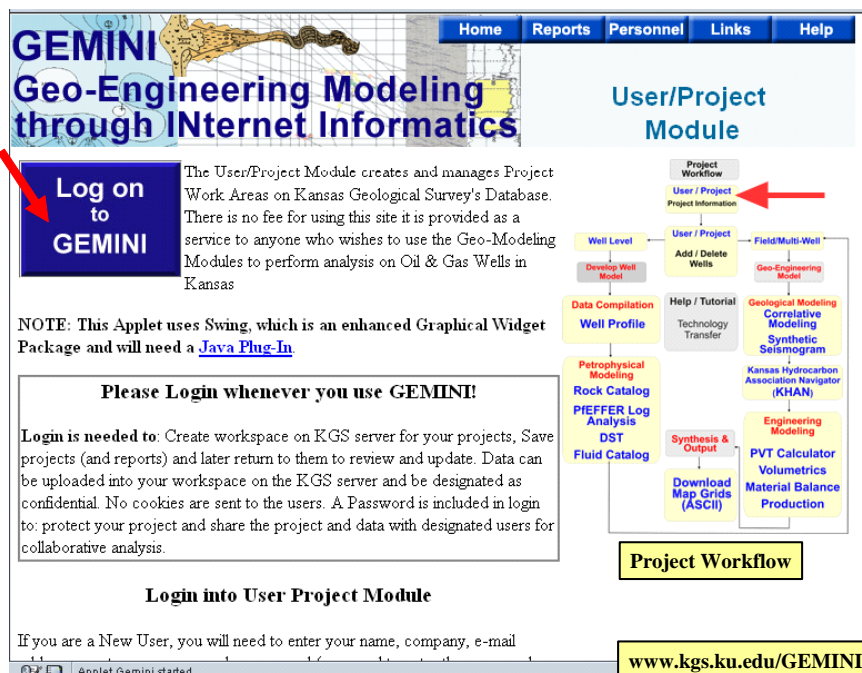 Home Reports Personnel Links Help
GEMINI
Geo-Engineering Modeling
through INternet Informatics
User/Project
Module
Log on
to
GEMINI
The User/Project Module creates and manages Project
Work Areas on Kansas Geological Survey's Database.
There is no fee for using this site it is provided as a
service to anyone who wishes to use the Geo-Modeling
Modules to perform analysis on Oil & Gas Wells in
Kansas
NOTE: This Applet uses Swing, which is an enhanced Graphical Widget
Package and will need a Java Plug-In.
Please Login whenever you use GEMINI!
Login is needed to: Create workspace on KGS server for your projects, Save
projects (and reports) and later return to them to review and update. Data can
be uploaded into your workspace on the KGS server and be designated as
confidential. No cookies are sent to the users. A Password is included in login
to: protect your project and share the project and data with designated users for
collaborative analysis.
Login into User Project Module
If you are a New User, you will need to enter your name, company, e-mail
Applet Gemini started
Project
Workflow
User / Project
Project Information
User / Project
Add / Delete
Wells
Well Level
Field/Multi-Well
Develop Well
Model
Geo-Engineering
Model
Data Compilation
Well Profile
Help / Tutorial
Technology
Transfer
Geological Modeling
Correlative
Modeling
Synthetic
Seismogram
Petrophysical
Modeling
Rock Catalog
PfEFFER Log
Analysis
DST
Fluid Catalog
Kansas Hydrocarbon
Association Navigator
(KHAN)
Synthesis &
Output
Download
Map Grids
(ASCII)
Engineering
Modeling
PVT Calculator
Volumetrics
Material Balance
Production
Project Workflow
www.kgs.ku.edu/GEMINI